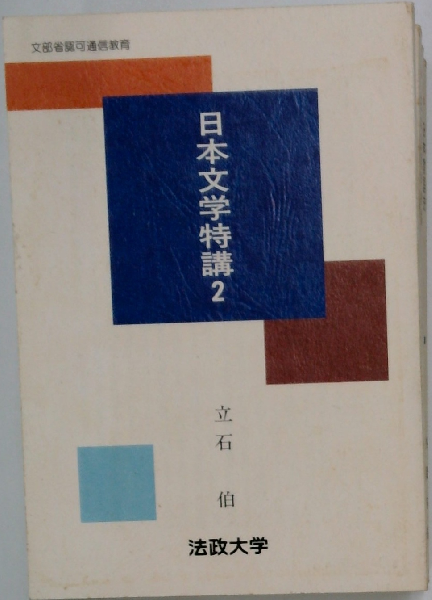 文部省認可通信教育
日本文学特講2
立石 伯
法政大学